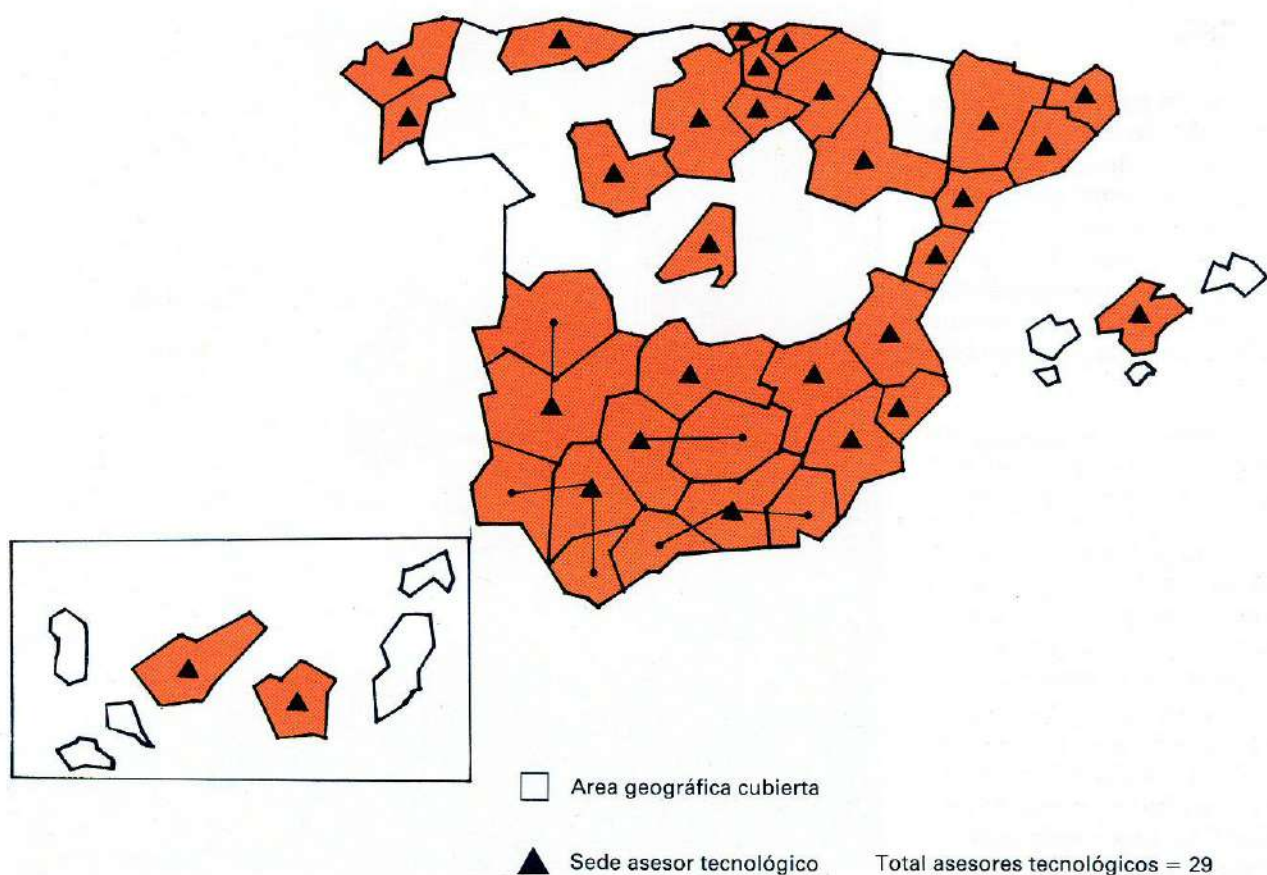 Area geográfica cubierta
Sede asesor tecnológico Total asesores tecnológicos = 29